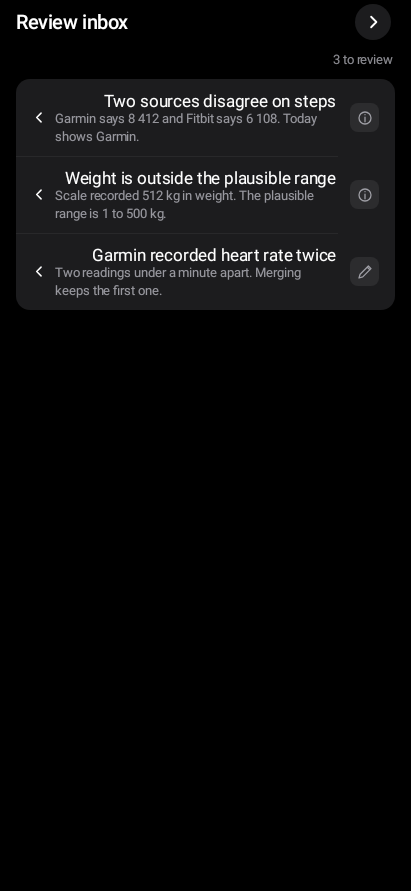 Review inbox
3 to review
Two sources disagree on steps
Garmin says 8 412 and Fitbit says 6 108. Today
shows Garmin.
Weight is outside the plausible range
Scale recorded 512 kg in weight. The plausible
range is 1 to 500 kg.
Garmin recorded heart rate twice
Two readings under a minute apart. Merging
keeps the first one.